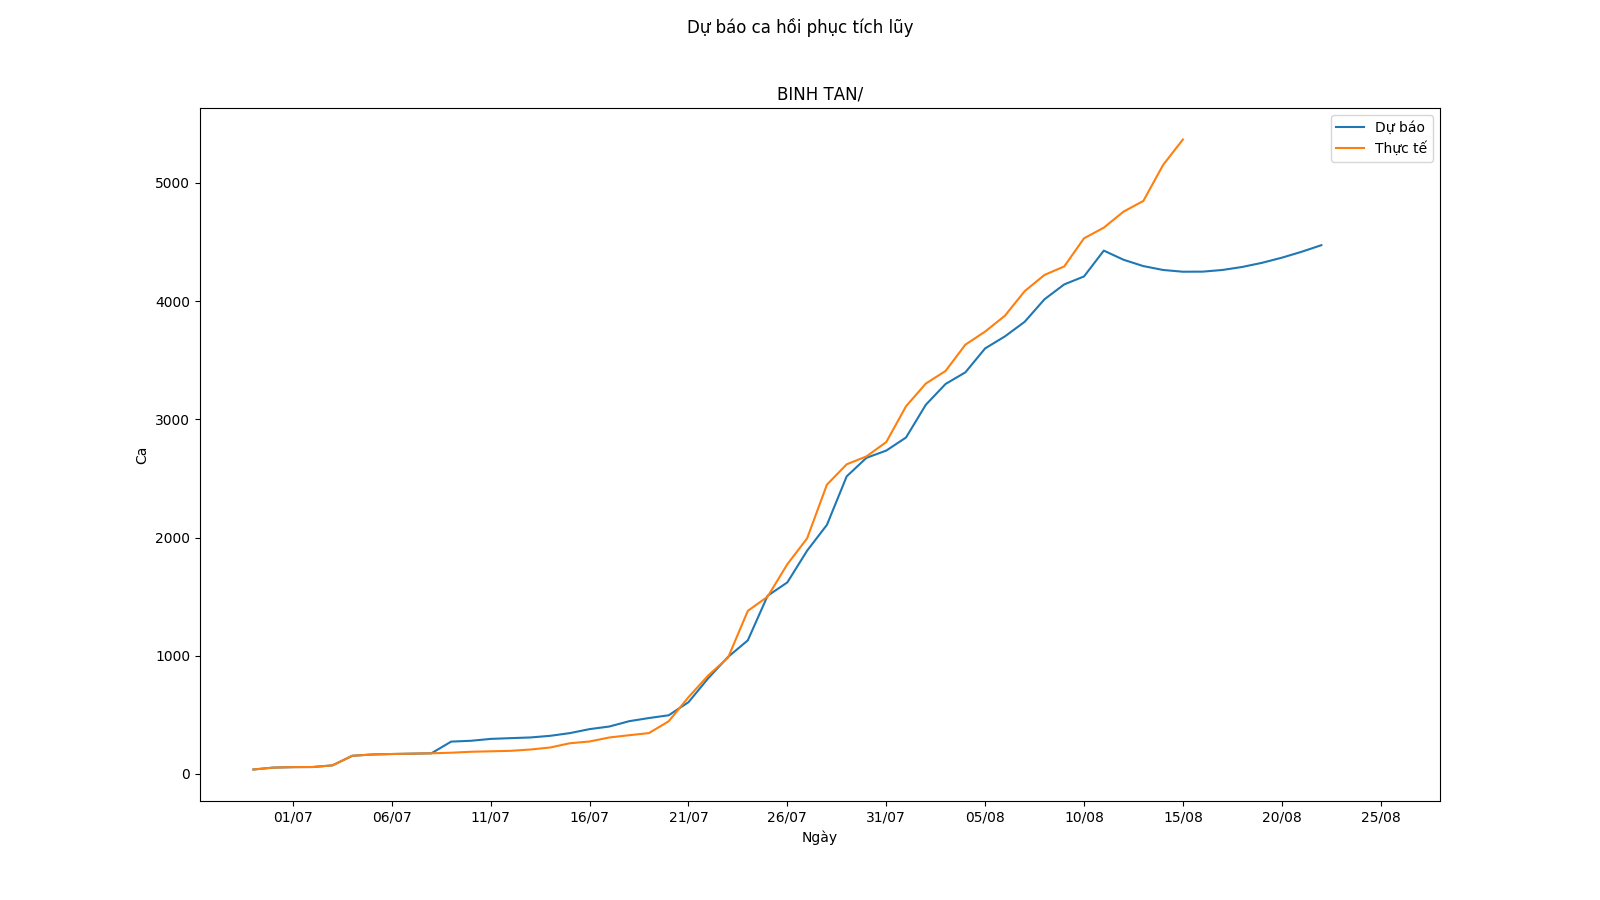 Dự báo ca hồi phục tích lũy
BINH TAN/
Dự báo
Thực tế
5000
4000
3000
2000
1000
0
Ca
01/07 06/07 11/07 16/07 21/07 26/07 31/07 05/08 10/08 15/08 20/08 25/08
Ngày